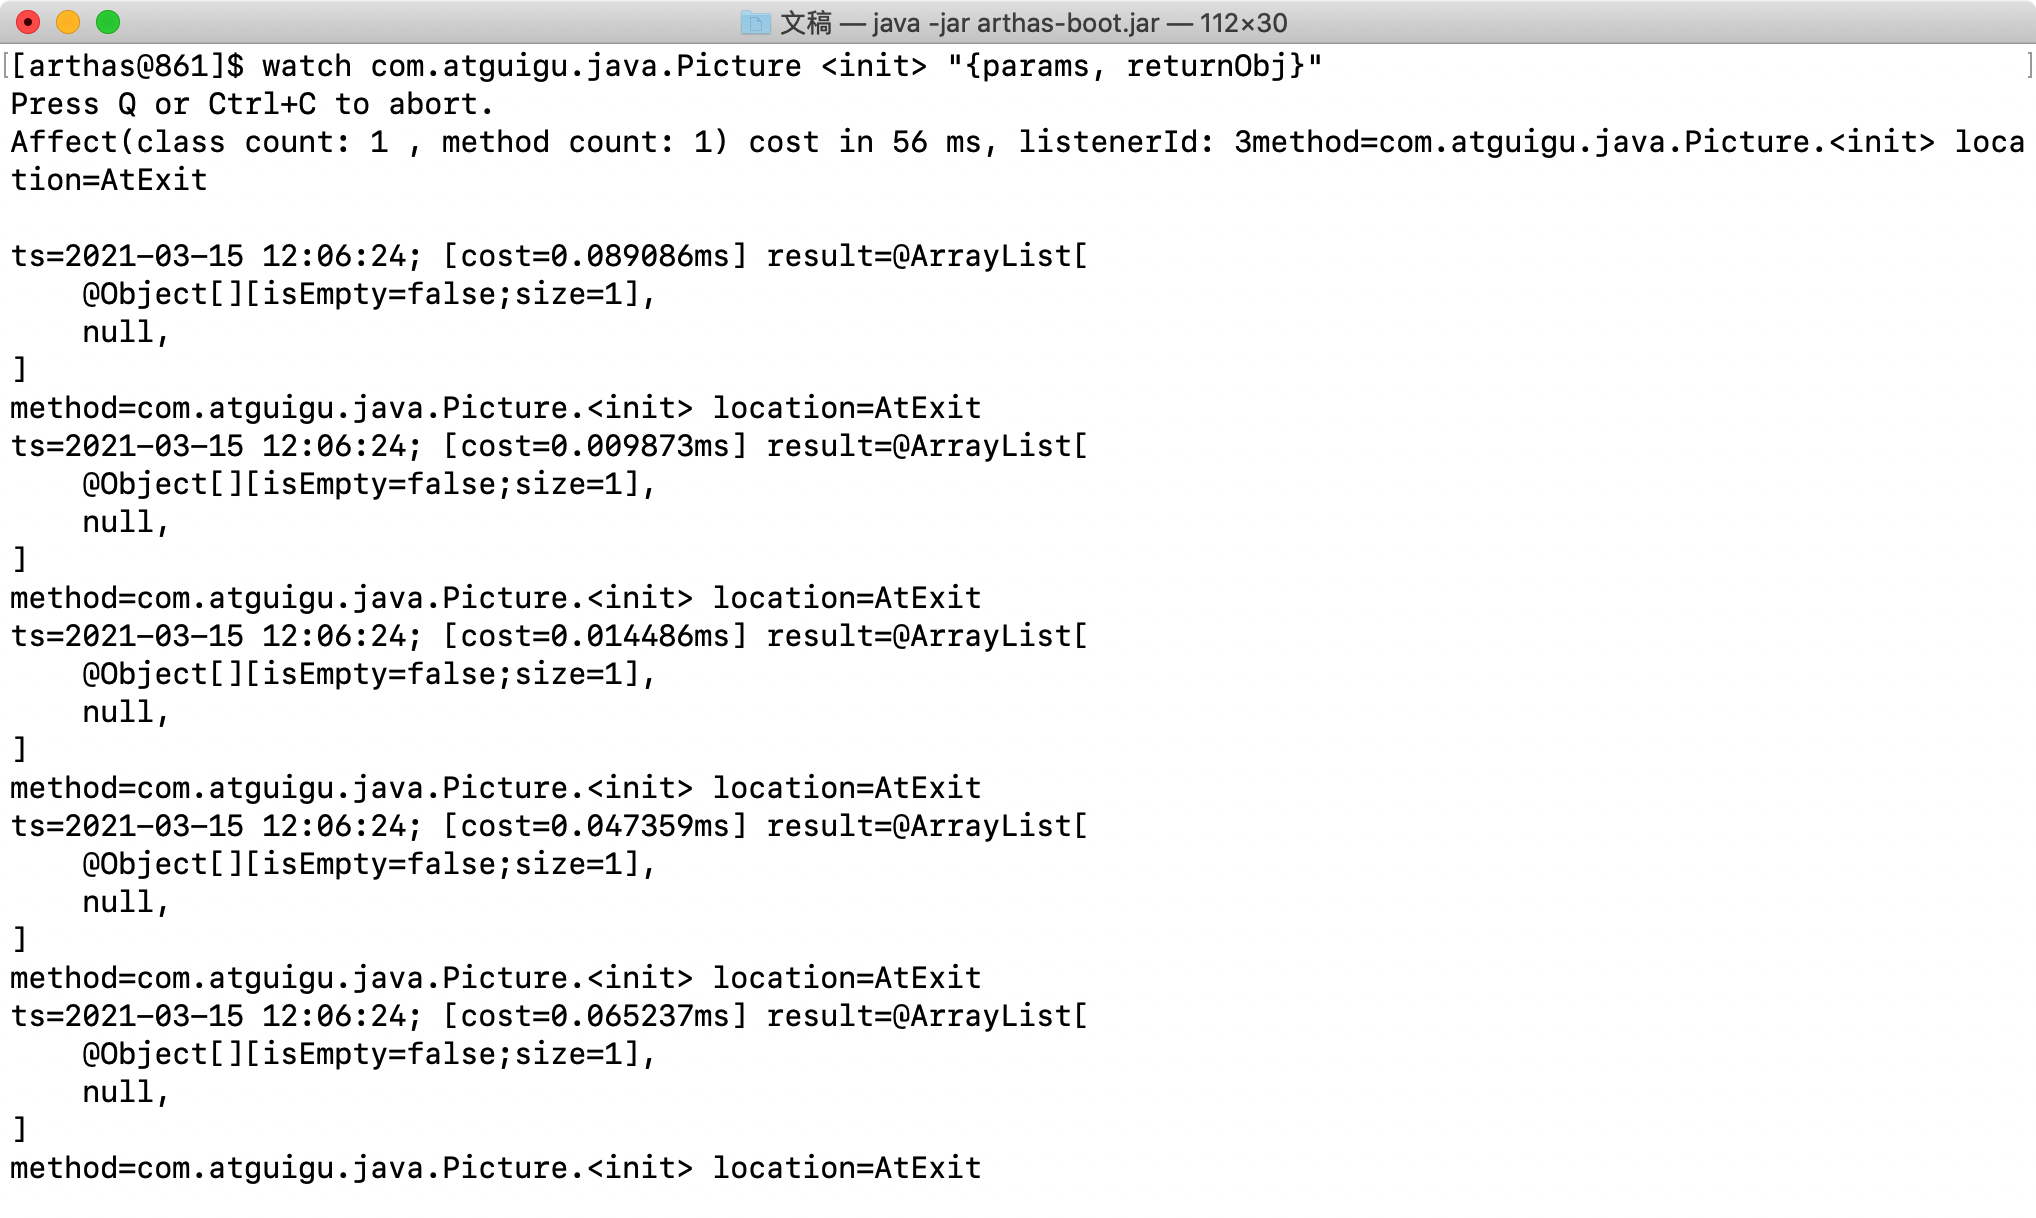 文稿 — java -jar arthas-boot.jar — 112×30
[arthas@861]$ watch com.atguigu.java.Picture <init> "{params, returnObj}"
Press Q or Ctrl+C to abort.
Affect(class count: 1 , method count: 1) cost in 56 ms, listenerId: 3method=com.atguigu.java.Picture.<init> loca
tion=AtExit
ts=2021-03-15 12:06:24; [cost=0.089086ms] result=@ArrayList[
    @Object[][isEmpty=false;size=1],
    null,
]
method=com.atguigu.java.Picture.<init> location=AtExit
ts=2021-03-15 12:06:24; [cost=0.009873ms] result=@ArrayList[
    @Object[][isEmpty=false;size=1],
    null,
]
method=com.atguigu.java.Picture.<init> location=AtExit
ts=2021-03-15 12:06:24; [cost=0.014486ms] result=@ArrayList[
    @Object[][isEmpty=false;size=1],
    null,
]
method=com.atguigu.java.Picture.<init> location=AtExit
ts=2021-03-15 12:06:24; [cost=0.047359ms] result=@ArrayList[
    @Object[][isEmpty=false;size=1],
    null,
]
method=com.atguigu.java.Picture.<init> location=AtExit
ts=2021-03-15 12:06:24; [cost=0.065237ms] result=@ArrayList[
    @Object[][isEmpty=false;size=1],
    null,
]
method=com.atguigu.java.Picture.<init> location=AtExit